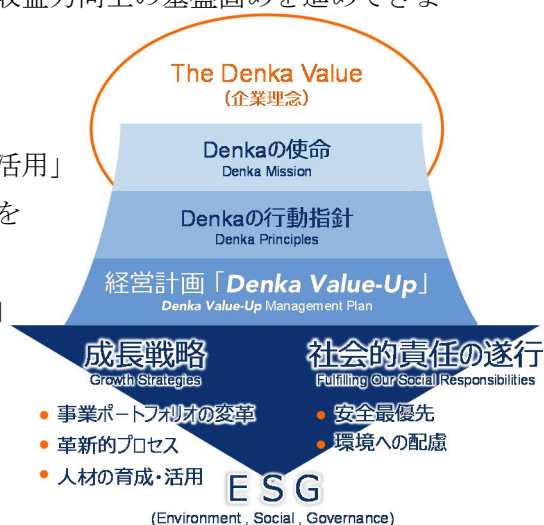 収益力向上の基盤固めを進めてきま
The Denka Value
(企業理念)
活用」
Denkaの使命
Denka Mission
を
Denkaの行動指針
Denka Principles
経営計画「Denka Value-Up」
Denka Value-Up Management Plan
」
成長戦略
Growth Strategies
社会的責任の遂行
Fulfilling Our Social Responsibilities
• 事業ポートフォリオの変革
• 安全最優先
• 革新的プロセス
• 環境への配慮
• 人材の育成・活用
ESG
(Environment , Social , Governance)